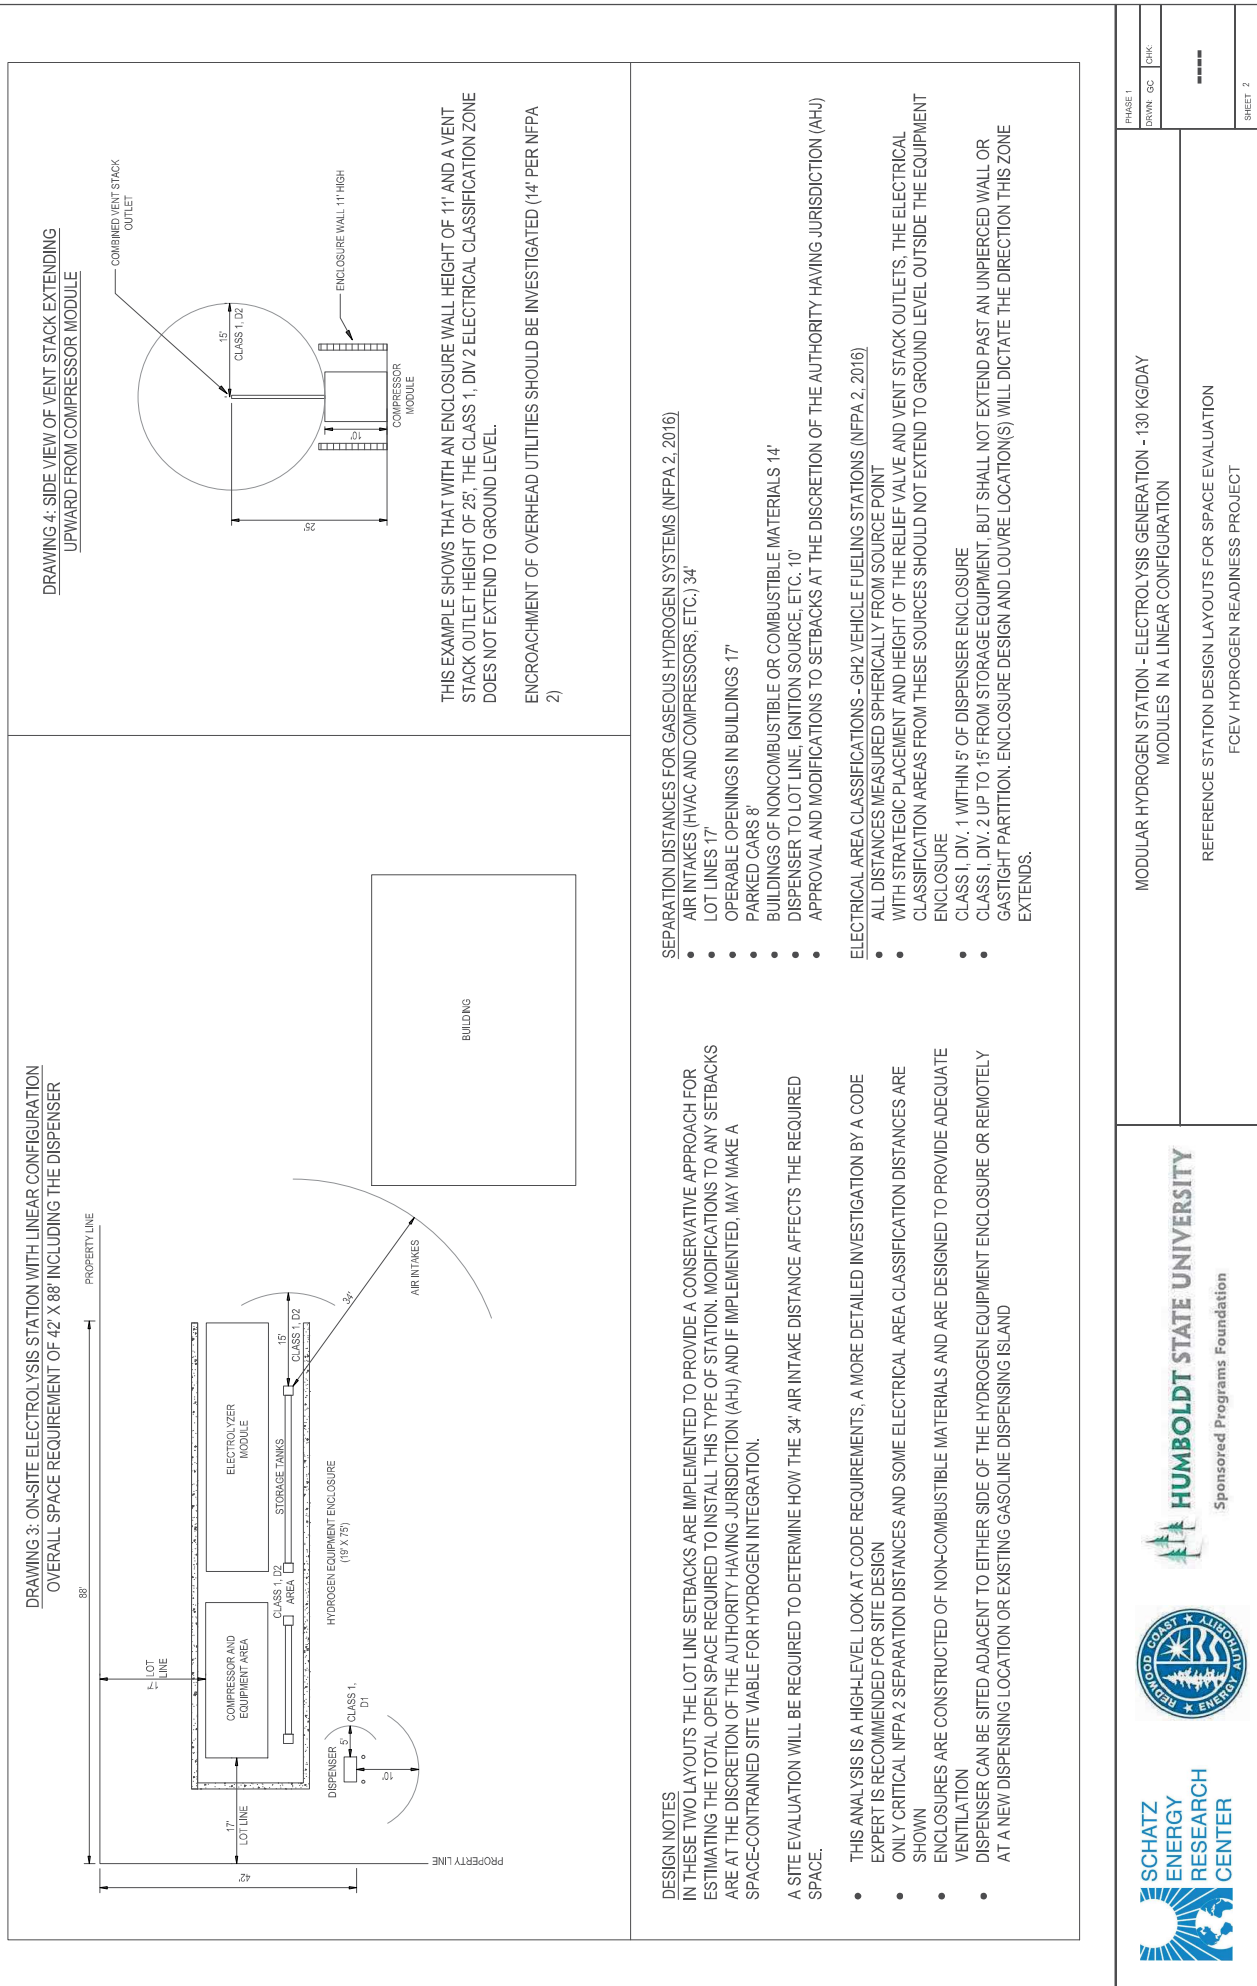 DRAWING 3: ON-SITE ELECTROLYSIS STATION WITH LINEAR CONFIGURATION
OVERALL SPACE REQUIREMENT OF 42' X 88' INCLUDING THE DISPENSER
88'
PROPERTY LINE
17'
LOT
LINE
42'
17'
LOT LINE
PROPERTY LINE
COMPRESSOR AND
EQUIPMENT AREA
ELECTROLYZER
MODULE
CLASS 1, D2
AREA
STORAGE TANKS
15'
CLASS 1, D2
34'
AIR INTAKES
HYDROGEN EQUIPMENT ENCLOSURE
(19' X 75')
DISPENSER
5'
CLASS 1,
D1
10'
BUILDING
DRAWING 4: SIDE VIEW OF VENT STACK EXTENDING
UPWARD FROM COMPRESSOR MODULE
COMBINED VENT STACK
OUTLET
15'
CLASS 1, D2
ENCLOSURE WALL 11' HIGH
25'
10'
COMPRESSOR
MODULE
THIS EXAMPLE SHOWS THAT WITH AN ENCLOSURE WALL HEIGHT OF 11' AND A VENT
STACK OUTLET HEIGHT OF 25', THE CLASS 1, DIV 2 ELECTRICAL CLASSIFICATION ZONE
DOES NOT EXTEND TO GROUND LEVEL.
ENCROACHMENT OF OVERHEAD UTILITIES SHOULD BE INVESTIGATED (14' PER NFPA
2)
DESIGN NOTES
IN THESE TWO LAYOUTS THE LOT LINE SETBACKS ARE IMPLEMENTED TO PROVIDE A CONSERVATIVE APPROACH FOR
ESTIMATING THE TOTAL OPEN SPACE REQUIRED TO INSTALL THIS TYPE OF STATION. MODIFICATIONS TO ANY SETBACKS
ARE AT THE DISCRETION OF THE AUTHORITY HAVING JURISDICTION (AHJ) AND IF IMPLEMENTED, MAY MAKE A
SPACE-CONTRAINED SITE VIABLE FOR HYDROGEN INTEGRATION.
A SITE EVALUATION WILL BE REQUIRED TO DETERMINE HOW THE 34' AIR INTAKE DISTANCE AFFECTS THE REQUIRED
SPACE.
• THIS ANALYSIS IS A HIGH-LEVEL LOOK AT CODE REQUIREMENTS, A MORE DETAILED INVESTIGATION BY A CODE
EXPERT IS RECOMMENDED FOR SITE DESIGN
• ONLY CRITICAL NFPA 2 SEPARATION DISTANCES AND SOME ELECTRICAL AREA CLASSIFICATION DISTANCES ARE
SHOWN
• ENCLOSURES ARE CONSTRUCTED OF NON-COMBUSTIBLE MATERIALS AND ARE DESIGNED TO PROVIDE ADEQUATE
VENTILATION
• DISPENSER CAN BE SITED ADJACENT TO EITHER SIDE OF THE HYDROGEN EQUIPMENT ENCLOSURE OR REMOTELY
AT A NEW DISPENSING LOCATION OR EXISTING GASOLINE DISPENSING ISLAND
SEPARATION DISTANCES FOR GASEOUS HYDROGEN SYSTEMS (NFPA 2, 2016)
• AIR INTAKES (HVAC AND COMPRESSORS, ETC.) 34'
• LOT LINES 17'
• OPERABLE OPENINGS IN BUILDINGS 17'
• PARKED CARS 8'
• BUILDINGS OF NONCOMBUSTIBLE OR COMBUSTIBLE MATERIALS 14'
• DISPENSER TO LOT LINE, IGNITION SOURCE, ETC. 10'
• APPROVAL AND MODIFICATIONS TO SETBACKS AT THE DISCRETION OF THE AUTHORITY HAVING JURISDICTION (AHJ)
ELECTRICAL AREA CLASSIFICATIONS - GH2 VEHICLE FUELING STATIONS (NFPA 2, 2016)
• ALL DISTANCES MEASURED SPHERICALLY FROM SOURCE POINT
• WITH STRATEGIC PLACEMENT AND HEIGHT OF THE RELIEF VALVE AND VENT STACK OUTLETS, THE ELECTRICAL
CLASSIFICATION AREAS FROM THESE SOURCES SHOULD NOT EXTEND TO GROUND LEVEL OUTSIDE THE EQUIPMENT
ENCLOSURE
• CLASS I, DIV. 1 WITHIN 5' OF DISPENSER ENCLOSURE
• CLASS I, DIV. 2 UP TO 15' FROM STORAGE EQUIPMENT, BUT SHALL NOT EXTEND PAST AN UNPIERCED WALL OR
GASTIGHT PARTITION. ENCLOSURE DESIGN AND LOUVRE LOCATION(S) WILL DICTATE THE DIRECTION THIS ZONE
EXTENDS.
SCHATZ
ENERGY
RESEARCH
CENTER
REDWOOD COAST
ENERGY AUTHORITY
HUMBOLDT STATE UNIVERSITY
Sponsored Programs Foundation
MODULAR HYDROGEN STATION - ELECTROLYSIS GENERATION - 130 KG/DAY
MODULES IN A LINEAR CONFIGURATION
REFERENCE STATION DESIGN LAYOUTS FOR SPACE EVALUATION
FCEV HYDROGEN READINESS PROJECT
PHASE 1
DRWN: GC CHK:
----
SHEET 2